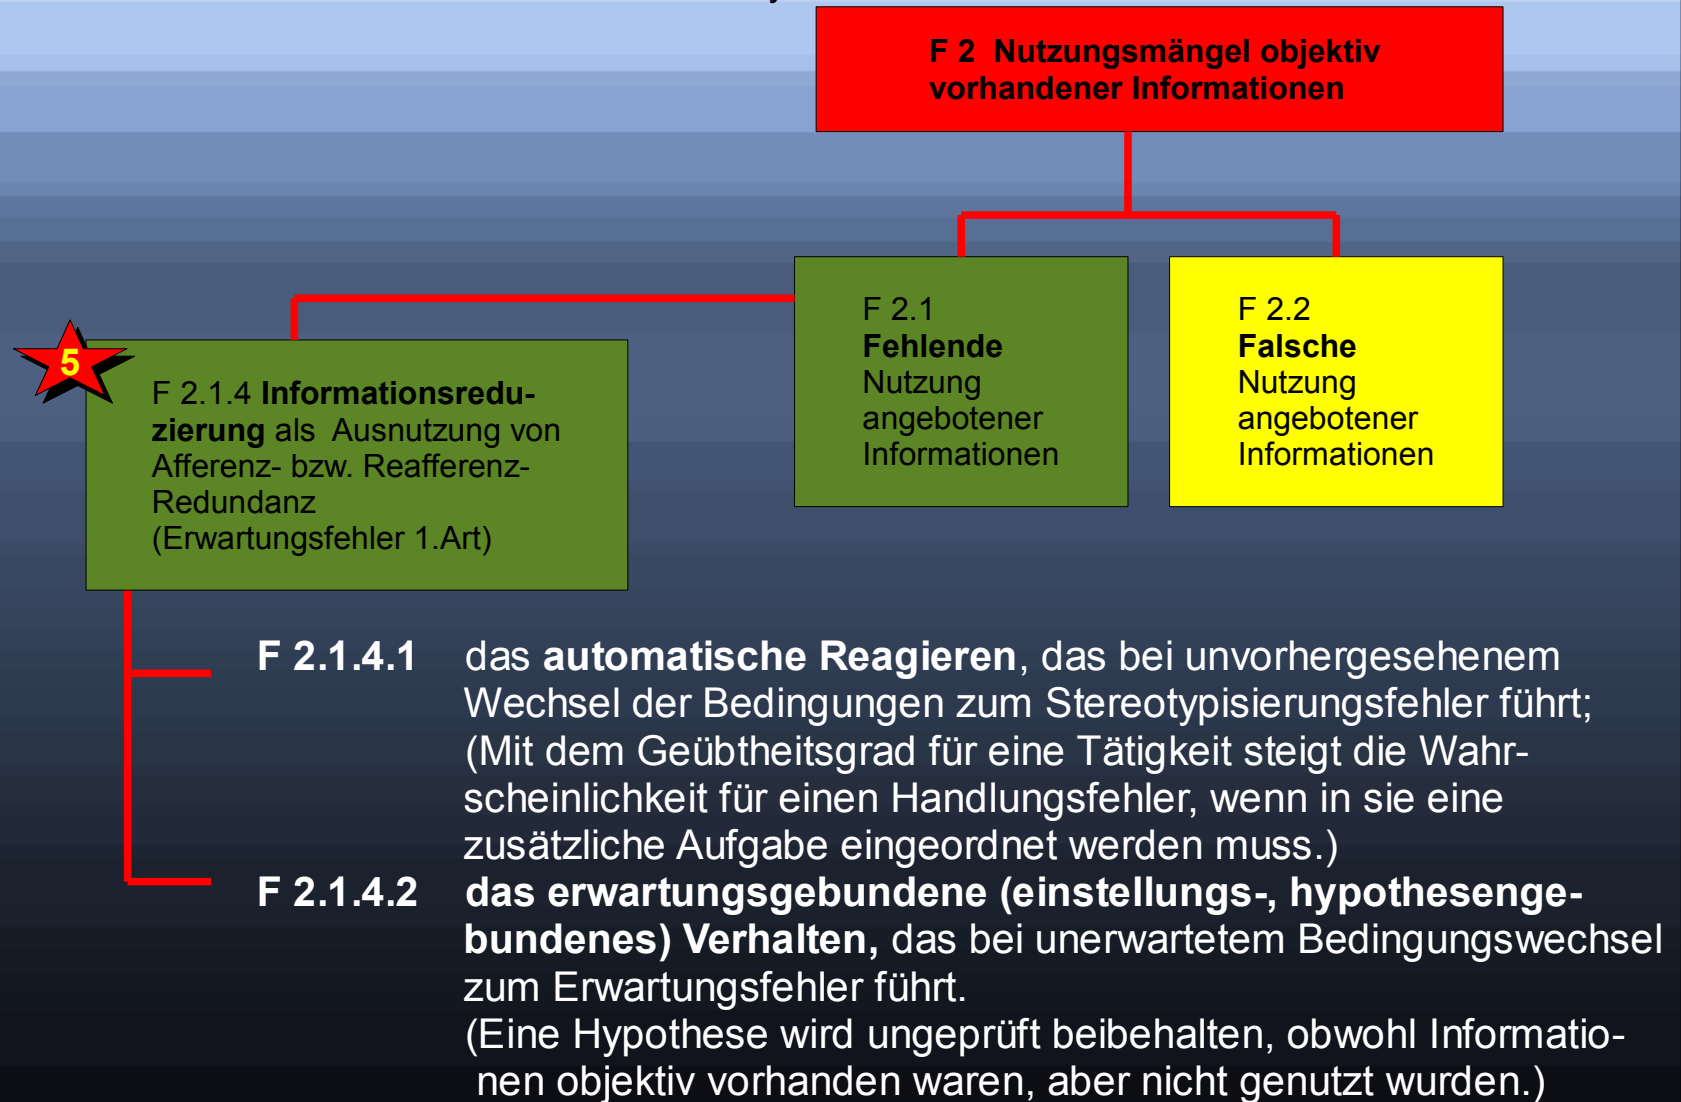 F 2 Nutzungsmängel objektiv
vorhandener Informationen
F 2.1
Fehlende
Nutzung
angebotener
Informationen
F 2.2
Falsche
Nutzung
angebotener
Informationen
5
F 2.1.4 Informationsredu-
zierung als Ausnutzung von
Afferenz- bzw. Reafferenz-
Redundanz
(Erwartungsfehler 1.Art)
F 2.1.4.1 das automatische Reagieren, das bei unvorhergesehenem
Wechsel der Bedingungen zum Stereotypisierungsfehler führt;
(Mit dem Geübtheitsgrad für eine Tätigkeit steigt die Wahr-
scheinlichkeit für einen Handlungsfehler, wenn in sie eine
zusätzliche Aufgabe eingeordnet werden muss.)
F 2.1.4.2 das erwartungsgebundene (einstellungs-, hypothesenge-
bundenes) Verhalten, das bei unerwartetem Bedingungswechsel
zum Erwartungsfehler führt.
(Eine Hypothese wird ungeprüft beibehalten, obwohl Informatio-
nen objektiv vorhanden waren, aber nicht genutzt wurden.)